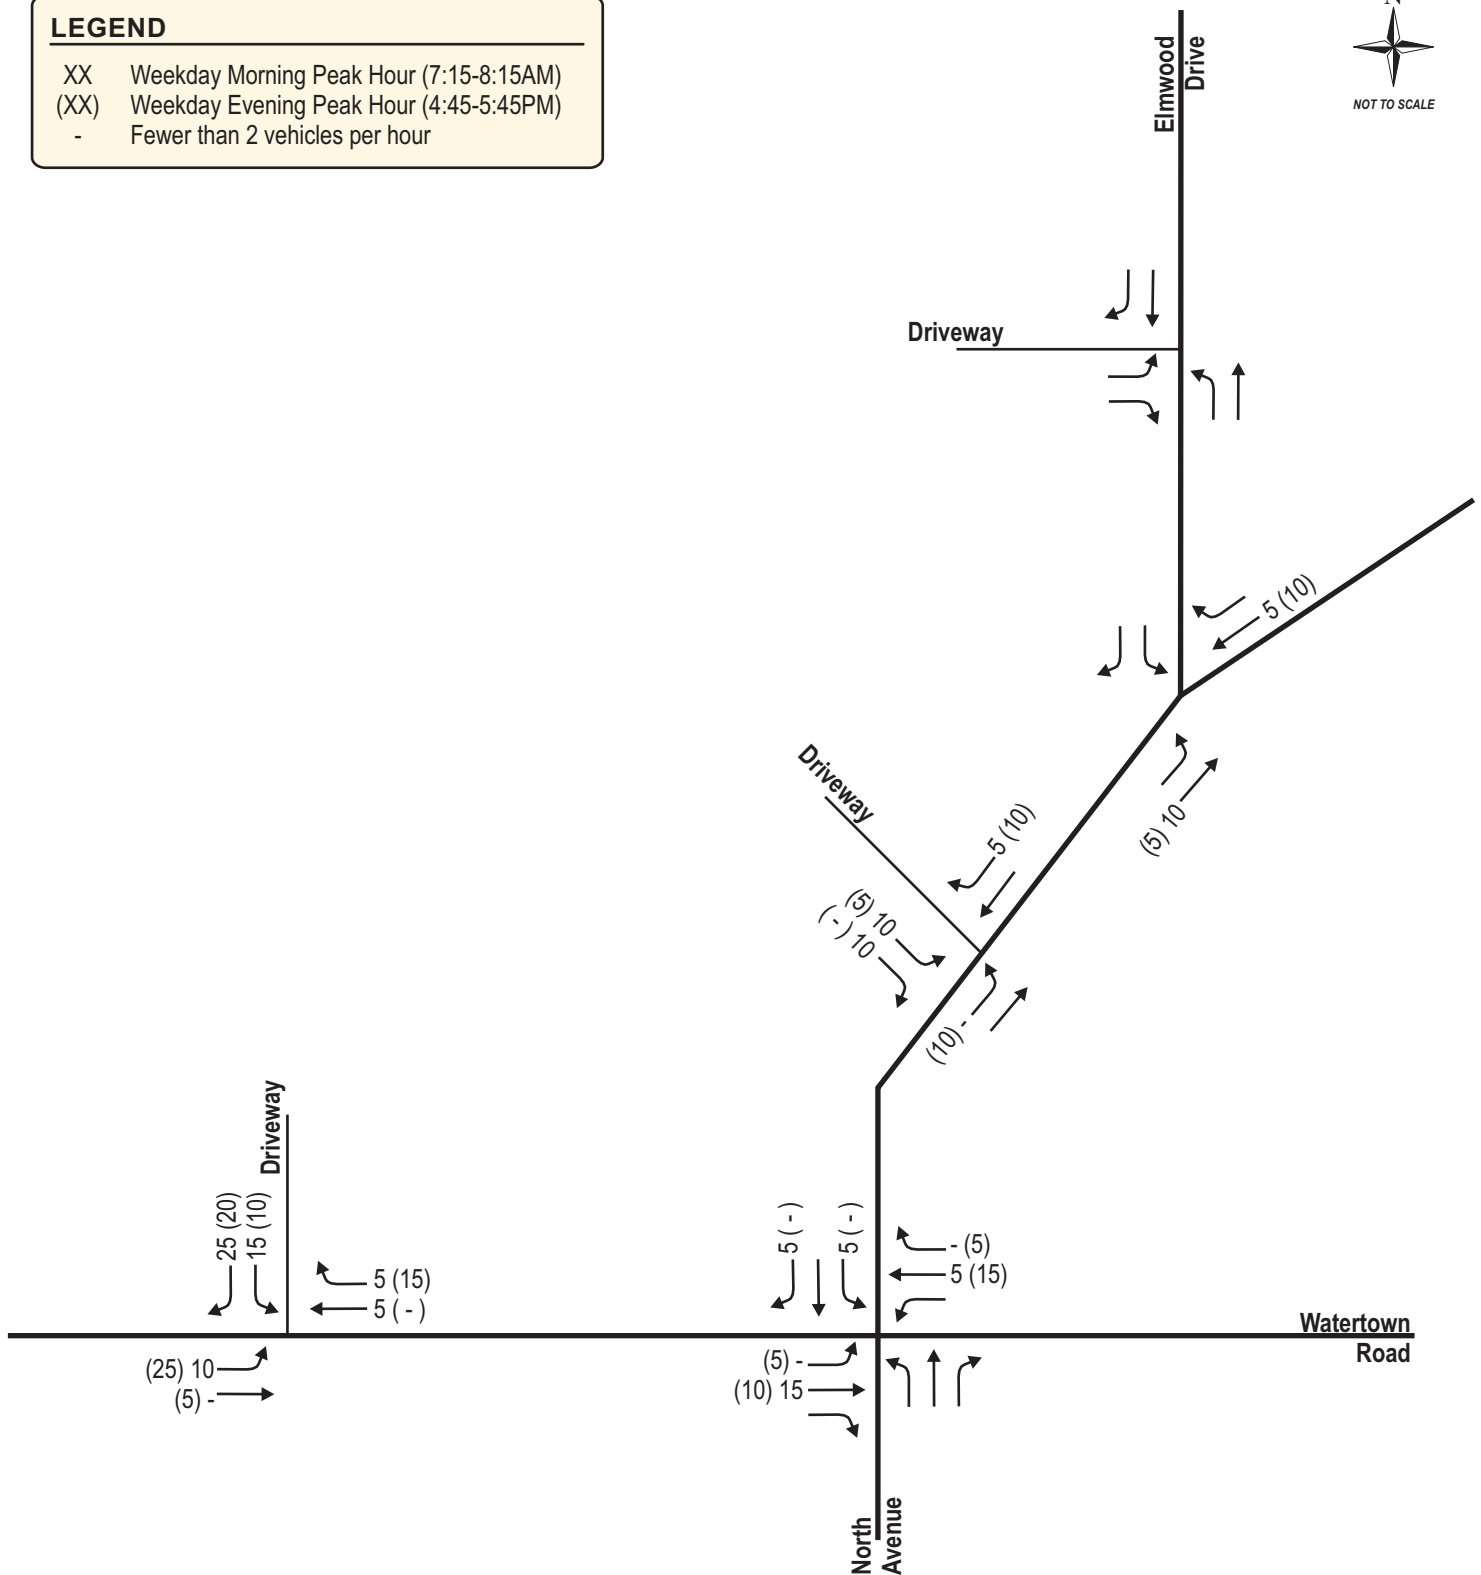 LEGEND
XX Weekday Morning Peak Hour (7:15-8:15AM)
(XX) Weekday Evening Peak Hour (4:45-5:45PM)
- Fewer than 2 vehicles per hour
N
NOT TO SCALE
Elmwood
Drive
Driveway
5 (10)
(5) 10
Driveway
5 (10)
(5) 10
( - ) 10
(10) -
Driveway
25 (20)
15 (10)
5 (15)
5 ( - )
(25) 10
(5) -
5 ( - )
5 ( - )
- (5)
5 (15)
(5) -
(10) 15
Watertown
Road
North
Avenue